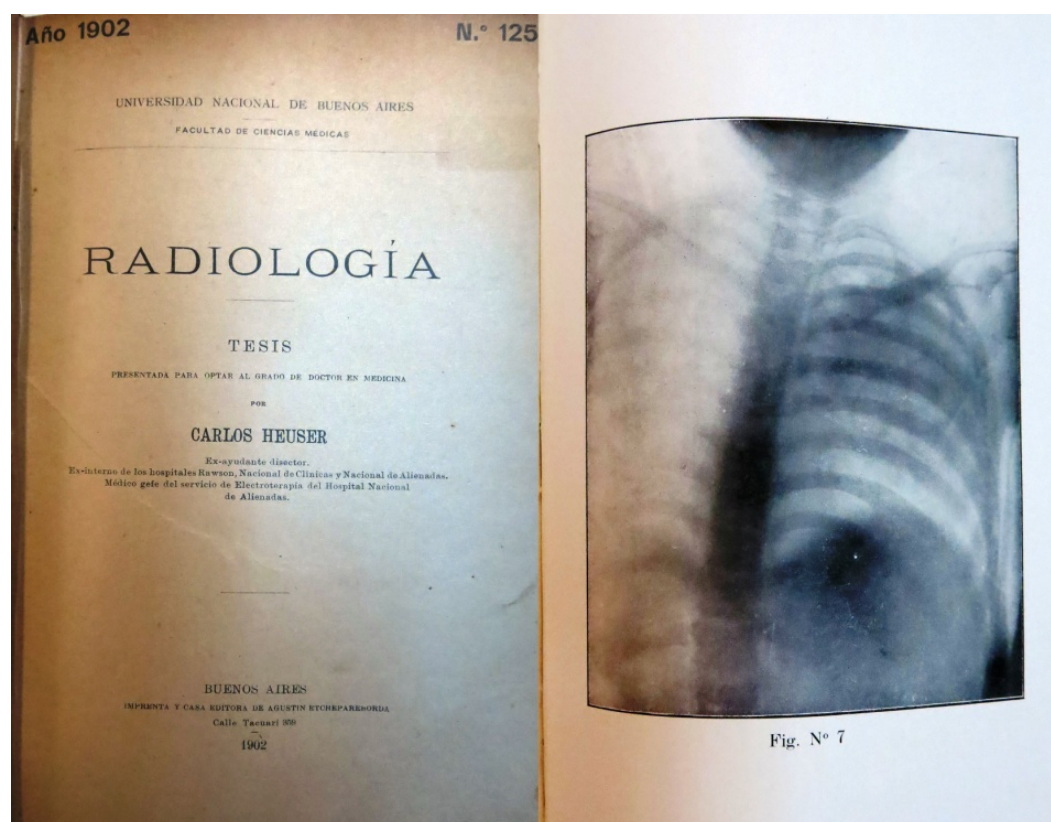 Año 1902
N.º 125
UNIVERSIDAD NACIONAL DE BUENOS AIRES
FACULTAD DE CIENCIAS MÉDICAS
RADIOLOGÍA
TESIS
PRESENTADA PARA OPTAR AL GRADO DE DOCTOR EN MEDICINA
POR
CARLOS HEUSER
Ex-ayudante disector.
Ex-interno de los hospitales Rawson, Nacional de Clínicas y Nacional de Alienadas.
Médico gefe del servicio de Electroterapia del Hospital Nacional
de Alienadas.
BUENOS AIRES
IMPRENTA Y CASA EDITORA DE AGUSTIN ETCHEPAREBORDA
Calle Tacuarí
1902
Fig. Nº 7